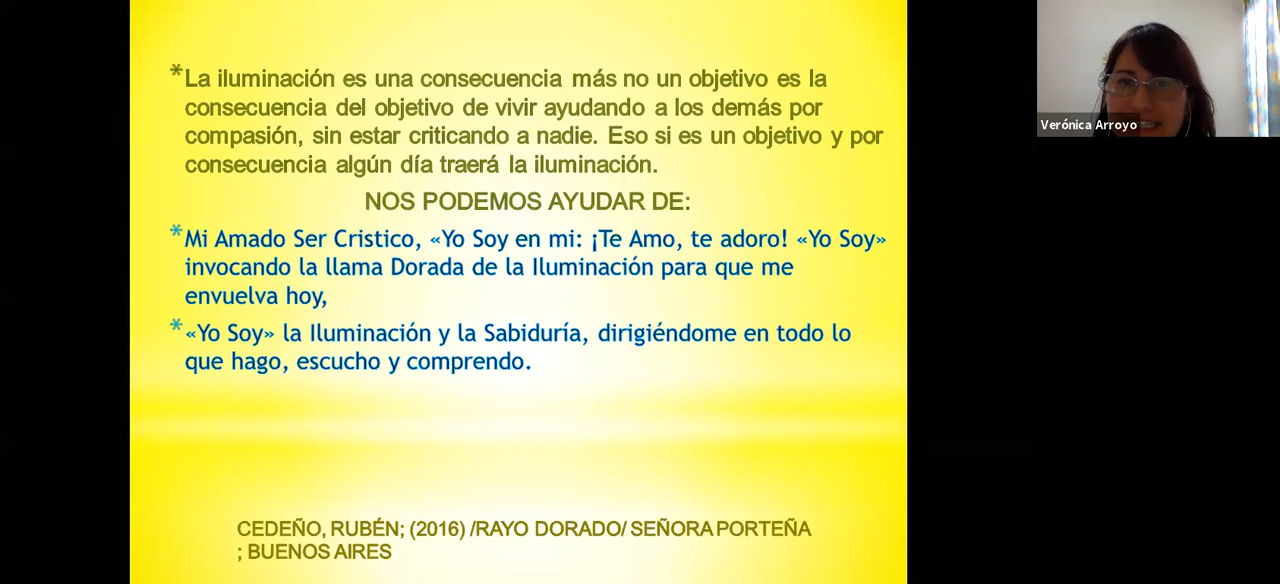 *La iluminación es una consecuencia más no un objetivo es la
consecuencia del objetivo de vivir ayudando a los demás por
compasión, sin estar criticando a nadie. Eso si es un objetivo y por
consecuencia algún día traerá la iluminación.
NOS PODEMOS AYUDAR DE:
*Mi Amado Ser Cristico, «Yo Soy en mi: ¡Te Amo, te adoro! «Yo Soy»
invocando la llama Dorada de la Iluminación para que me
envuelva hoy,
*«Yo Soy» la Iluminación y la Sabiduría, dirigiéndome en todo lo
que hago, escucho y comprendo.
CEDEÑO, RUBÉN; (2016) /RAYO DORADO/ SEÑORA PORTEÑA
; BUENOS AIRES
Verónica Arroyo